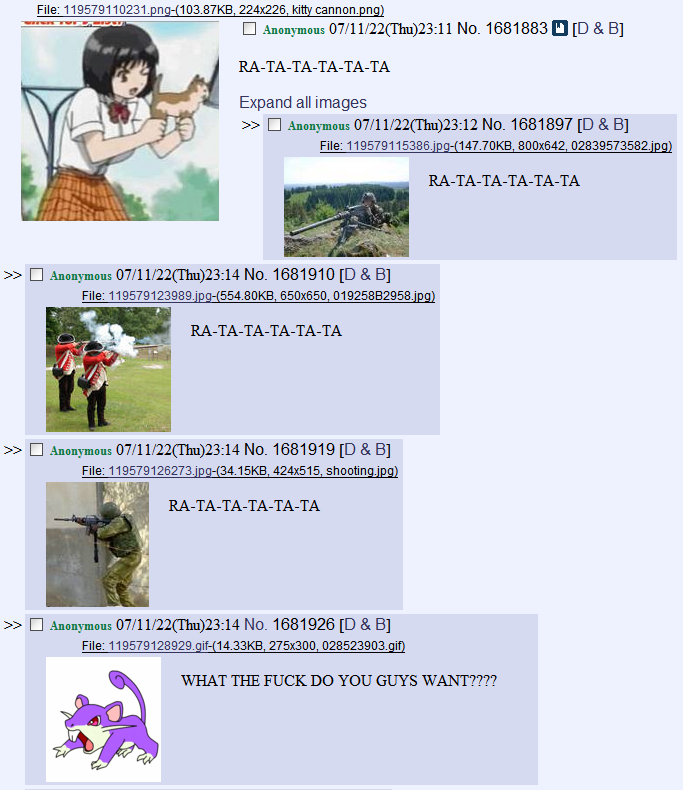 File: 119579110231.png-(103.87KB, 224x226, kitty cannon.png)
Anonymous 07/11/22(Thu)23:11 No. 1681883 [D & B]
RA-TA-TA-TA-TA-TA
Expand all images
>> Anonymous 07/11/22(Thu)23:12 No. 1681897 [D & B]
File: 119579115386.jpg-(147.70KB, 800x642, 02839573582.jpg)
RA-TA-TA-TA-TA-TA
>> Anonymous 07/11/22(Thu)23:14 No. 1681910 [D & B]
File: 119579123989.jpg-(554.80KB, 650x650, 019258B2958.jpg)
RA-TA-TA-TA-TA-TA
>> Anonymous 07/11/22(Thu)23:14 No. 1681919 [D & B]
File: 119579126273.jpg-(34.15KB, 424x515, shooting.jpg)
RA-TA-TA-TA-TA-TA
>> Anonymous 07/11/22(Thu)23:14 No. 1681926 [D & B]
File: 119579128929.gif-(14.33KB, 275x300, 028523903.gif)
WHAT THE FUCK DO YOU GUYS WANT????